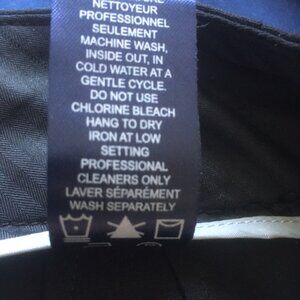 NETTOYEUR
PROFESSIONNEL
SEULEMENT
MACHINE WASH,
INSIDE OUT, IN
COLD WATER AT A
GENTLE CYCLE.
DO NOT USE
CHLORINE BLEACH
HANG TO DRY
IRON AT LOW
SETTING
PROFESSIONAL
CLEANERS ONLY
LAVER SÉPARÉMENT
WASH SEPARATELY